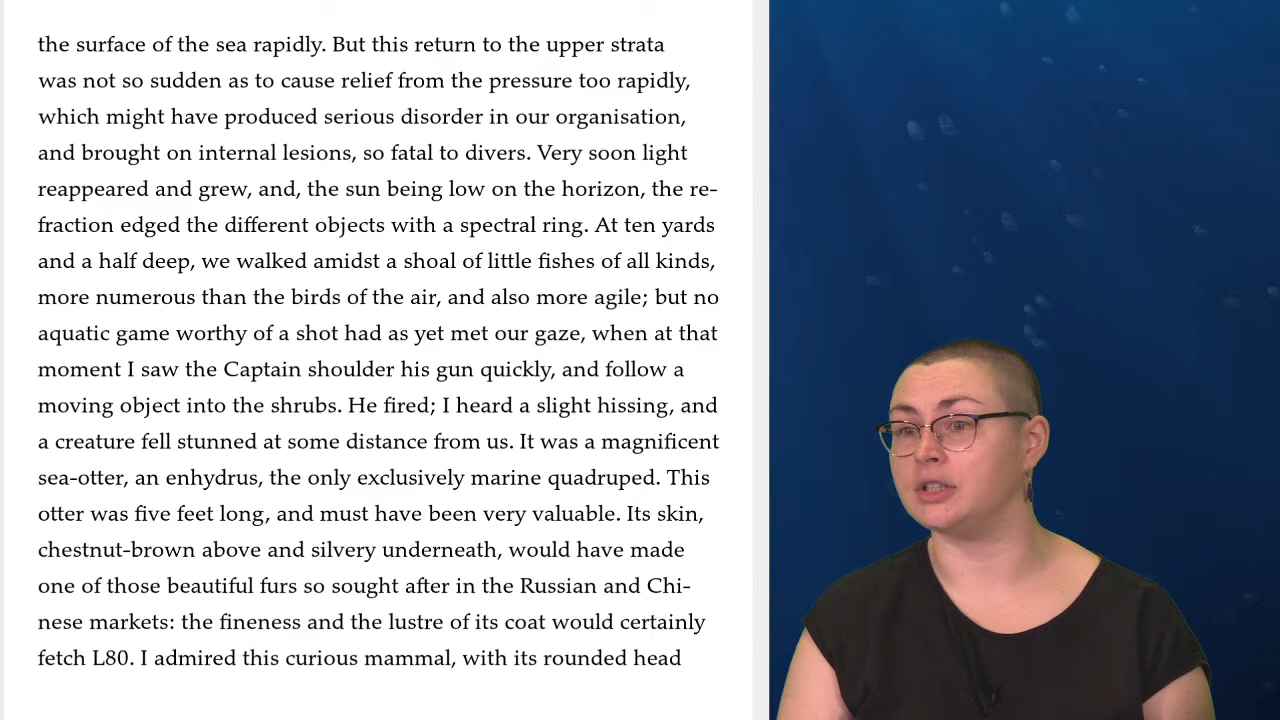 the surface of the sea rapidly. But this return to the upper strata
was not so sudden as to cause relief from the pressure too rapidly,
which might have produced serious disorder in our organisation,
and brought on internal lesions, so fatal to divers. Very soon light
reappeared and grew, and, the sun being low on the horizon, the re-
fraction edged the different objects with a spectral ring. At ten yards
and a half deep, we walked amidst a shoal of little fishes of all kinds,
more numerous than the birds of the air, and also more agile; but no
aquatic game worthy of a shot had as yet met our gaze, when at that
moment I saw the Captain shoulder his gun quickly, and follow a
moving object into the shrubs. He fired; I heard a slight hissing, and
a creature fell stunned at some distance from us. It was a magnificent
sea-otter, an enhydrus, the only exclusively marine quadruped. This
otter was five feet long, and must have been very valuable. Its skin,
chestnut-brown above and silvery underneath, would have made
one of those beautiful furs so sought after in the Russian and Chi-
nese markets: the fineness and the lustre of its coat would certainly
fetch L80. I admired this curious mammal, with its rounded head